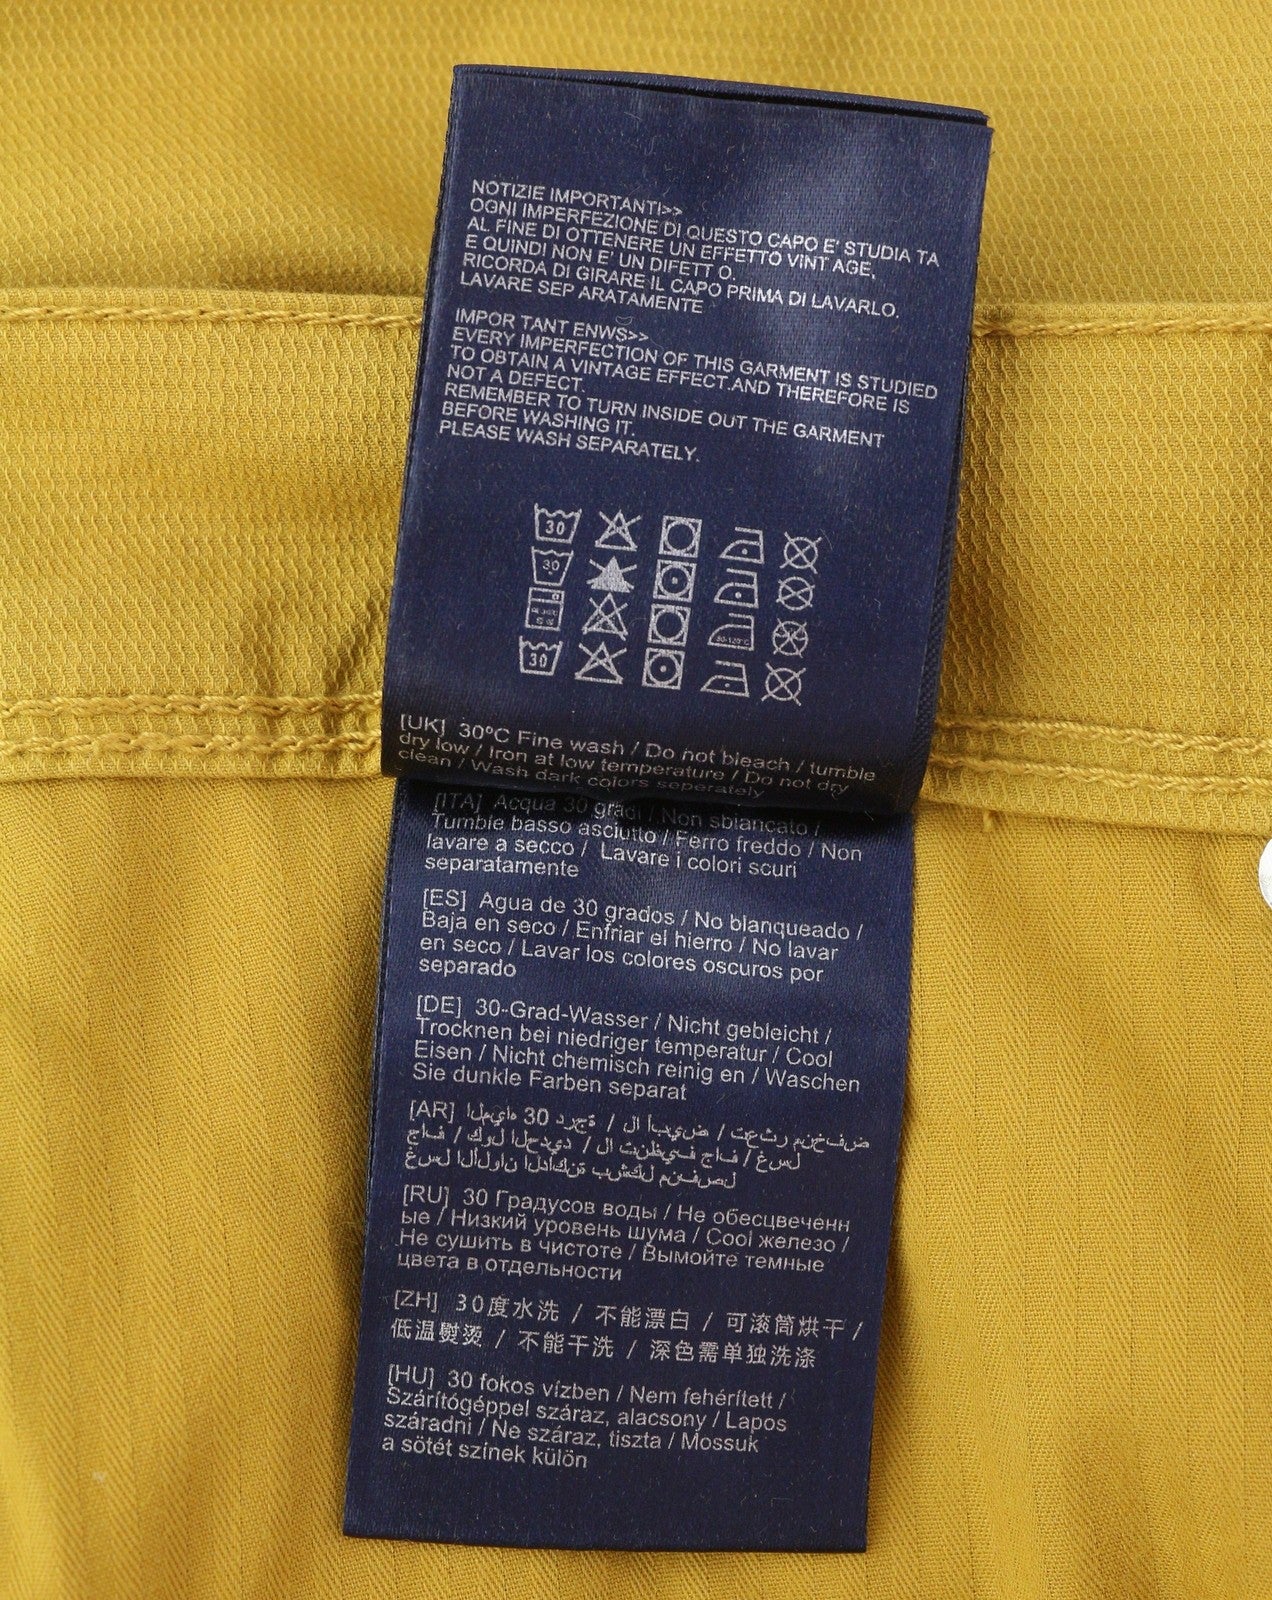 NOTIZIE IMPORTANTI>>
OGNI IMPERFEZIONE DI QUESTO CAPO E' STUDIA TA
AL FINE DI OTTENERE UN EFFETTO VINT AGE,
E QUINDI NON E' UN DIFETT O.
RICORDA DI GIRARE IL CAPO PRIMA DI LAVARLO.
LAVARE SEP ARATAMENTE
IMPOR TANT ENWS>>
EVERY IMPERFECTION OF THIS GARMENT IS STUDIED
TO OBTAIN A VINTAGE EFFECT.AND THEREFORE IS
NOT A DEFECT.
REMEMBER TO TURN INSIDE OUT THE GARMENT
BEFORE WASHING IT.
PLEASE WASH SEPARATELY.
30
30
30
[UK] 30°C Fine wash / Do not bleach / tumble
dry low / Iron at low temperature / Do not dry
clean / Wash dark colors seperately
[ITA] Acqua 30 gradi / Non sbiancato /
Tumble basso asciutto / Ferro freddo / Non
lavare a secco / Lavare i colori scuri
separatamente
[ES] Agua de 30 grados / No blanqueado /
Baja en seco / Enfriar el hierro / No lavar
en seco / Lavar los colores oscuros por
separado
[DE] 30-Grad-Wasser / Nicht gebleicht /
Trocknen bei niedriger temperatur / Cool
Eisen / Nicht chemisch reinig en / Waschen
Sie dunkle Farben separat
[AR] المياه 30 درجة / لا أبيض / تعثر منخفض
جاف / كول الحديد / لا تنظيف جاف / غسل
غسل الألوان الداكنة بشكل منفصل
[RU] 30 Градусов воды / Не обесцвеченн
ые / Низкий уровень шума / Cool железо /
Не сушить в чистоте / Вымойте темные
цвета в отдельности
[ZH] 30度水洗 / 不能漂白 / 可滚筒烘干 /
低温熨烫 / 不能干洗 / 深色需单独洗涤
[HU] 30 fokos vízben / Nem fehérített /
Szárítógéppel száraz, alacsony / Lapos
száradni / Ne száraz, tiszta / Mossuk
a sötét színek külön